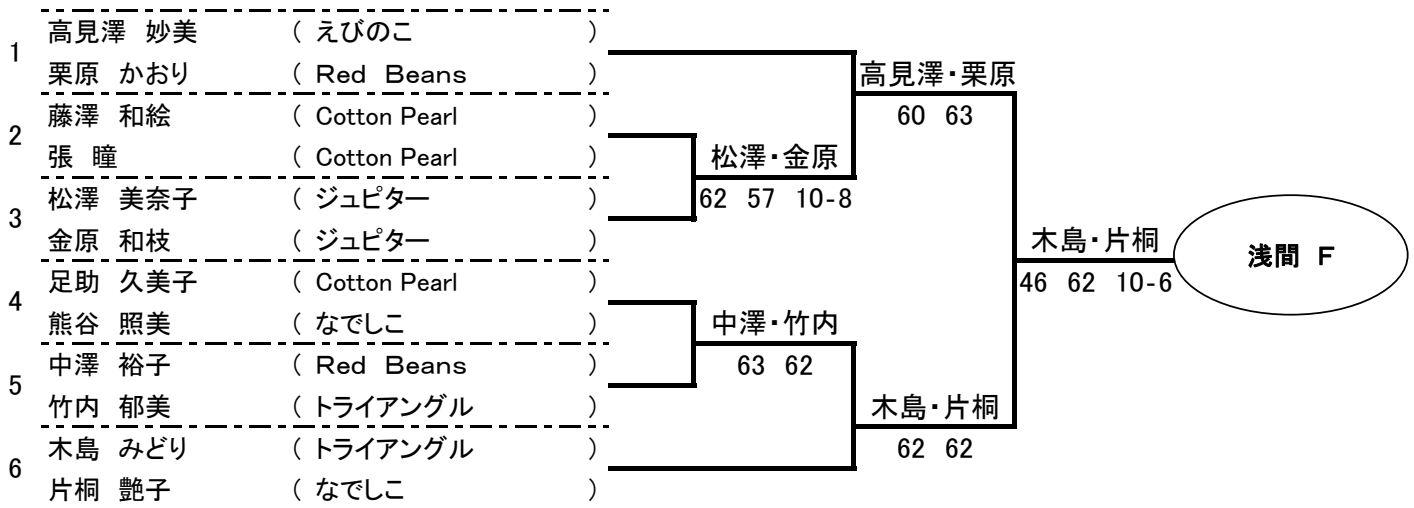 1
高見澤 妙美 ( えびのこ )
栗原 かおり ( Red Beans )
2
藤澤 和絵 ( Cotton Pearl )
張 瞳 ( Cotton Pearl )
3
松澤 美奈子 ( ジュピター )
金原 和枝 ( ジュピター )
4
足助 久美子 ( Cotton Pearl )
熊谷 照美 ( なでしこ )
5
中澤 裕子 ( Red Beans )
竹内 郁美 ( トライアングル )
6
木島 みどり ( トライアングル )
片桐 艶子 ( なでしこ )
松澤・金原
62 57 10-8
中澤・竹内
63 62
高見澤・栗原
60 63
木島・片桐
62 62
木島・片桐
46 62 10-6
浅間 F